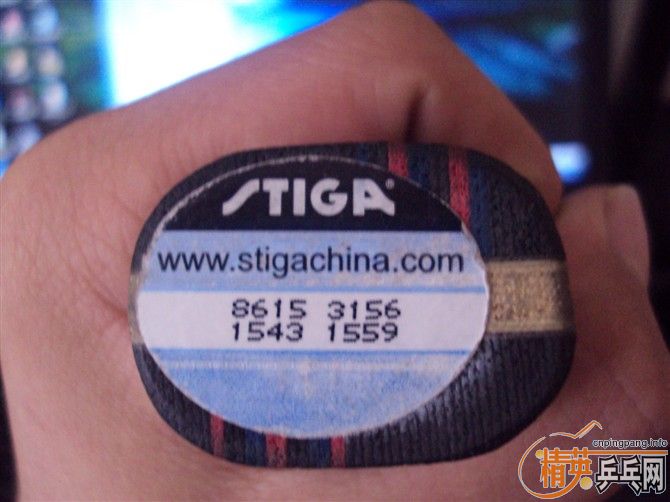 STIGA
www.stigachina.com
8615 3156
1543 1559
cnpingpang.info
精英乒乓网